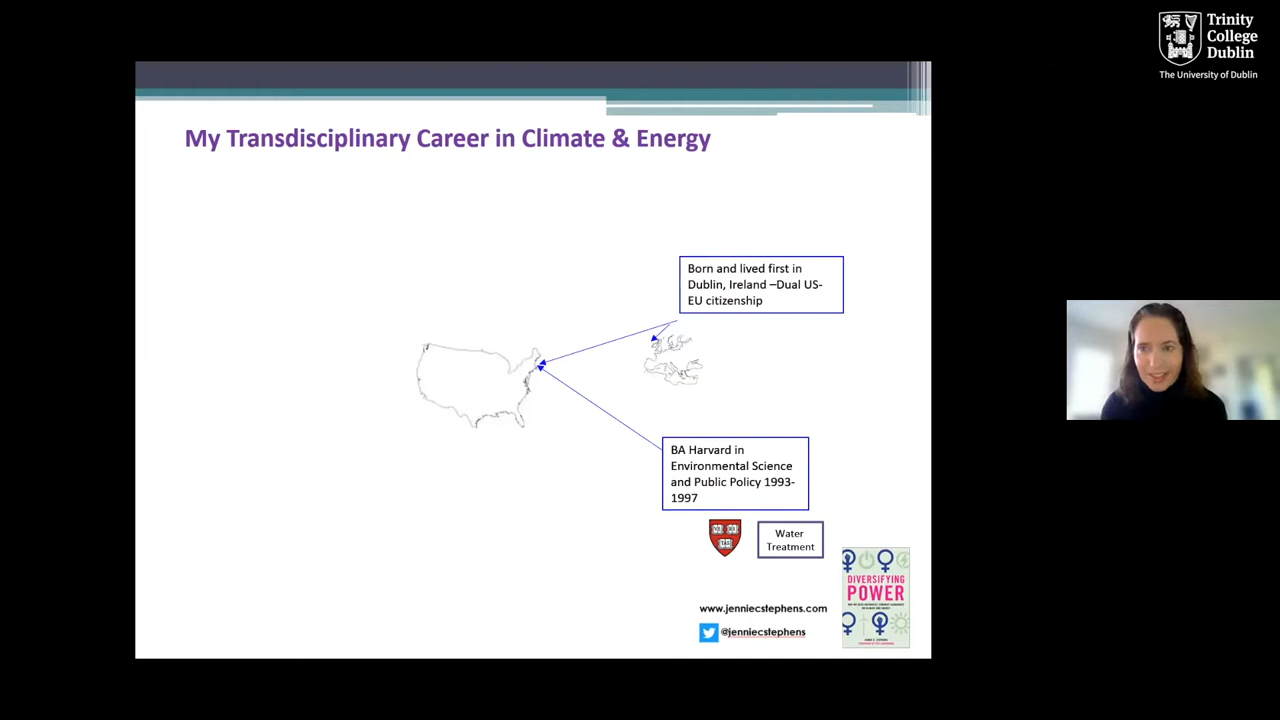 Trinity
College
Dublin
The University of Dublin
My Transdisciplinary Career in Climate & Energy
Born and lived first in
Dublin, Ireland –Dual US-
EU citizenship
BA Harvard in
Environmental Science
and Public Policy 1993-
1997
Water
Treatment
www.jenniecstephens.com
@jenniecstephens
DIVERSIFYING
POWER